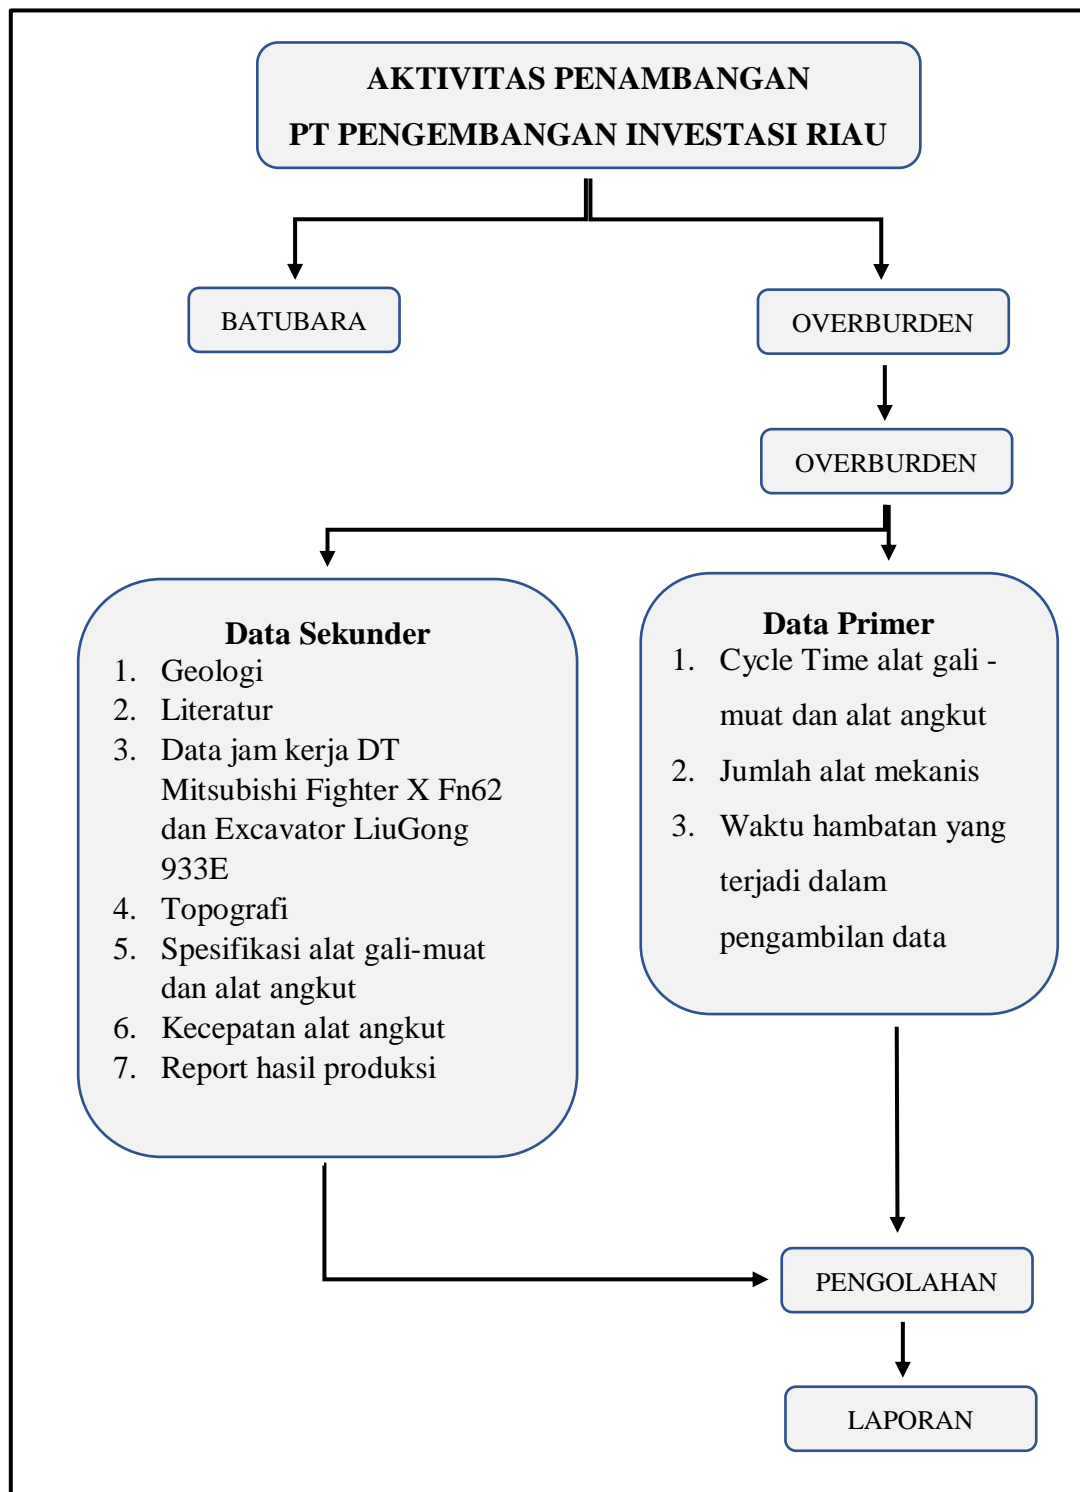 AKTIVITAS PENAMBANGAN
PT PENGEMBANGAN INVESTASI RIAU
BATUBARA
OVERBURDEN
OVERBURDEN
Data Sekunder
1. Geologi
2. Literatur
3. Data jam kerja DT
Mitsubishi Fighter X Fn62
dan Excavator LiuGong
933E
4. Topografi
5. Spesifikasi alat gali-muat
dan alat angkut
6. Kecepatan alat angkut
7. Report hasil produksi
Data Primer
1. Cycle Time alat gali -
muat dan alat angkut
2. Jumlah alat mekanis
3. Waktu hambatan yang
terjadi dalam
pengambilan data
PENGOLAHAN
LAPORAN